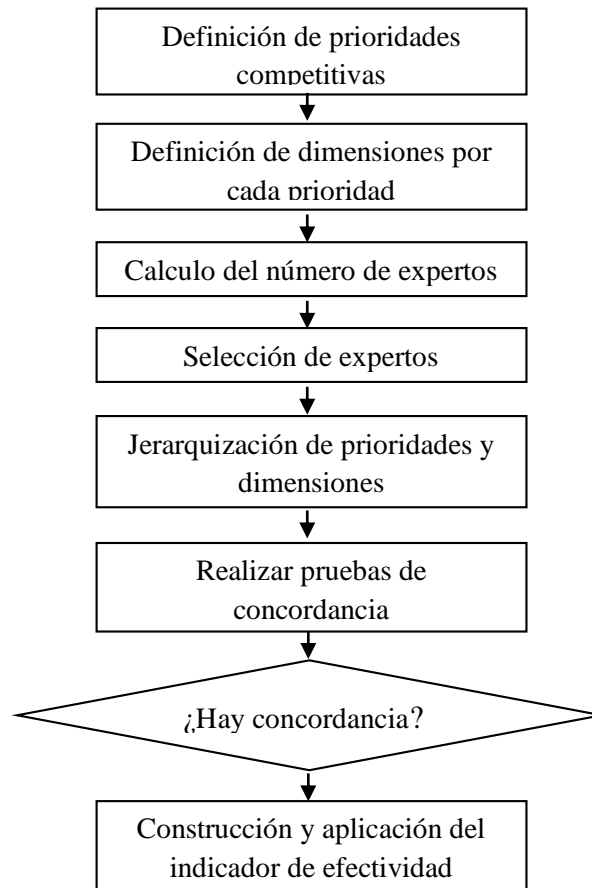 Definición de prioridades
competitivas
Definición de dimensiones por
cada prioridad
Calculo del número de expertos
Selección de expertos
Jerarquización de prioridades y
dimensiones
Realizar pruebas de
concordancia
¿Hay concordancia?
Construcción y aplicación del
indicador de efectividad